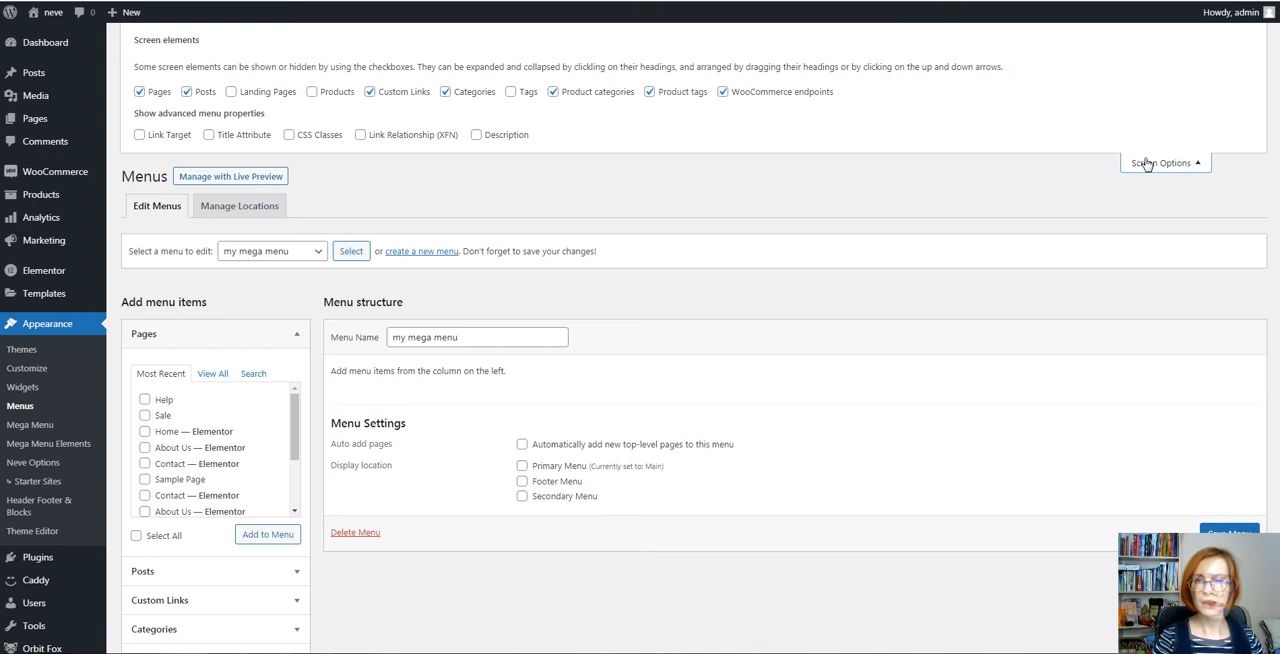 neve 0 New Howdy, admin
Dashboard
Posts
Media
Pages
Comments
WooCommerce
Products
Analytics
Marketing
Elementor
Templates
Appearance
Themes
Customize
Widgets
Menus
Mega Menu
Mega Menu Elements
Neve Options
↳ Starter Sites
Header Footer &
Blocks
Theme Editor
Plugins
Caddy
Users
Tools
Orbit Fox
Screen elements
Some screen elements can be shown or hidden by using the checkboxes. They can be expanded and collapsed by clickling on their headings, and arranged by dragging their headings or by clicking on the up and down arrows.
Pages Posts Landing Pages Products Custom Links Categories Tags Product categories Product tags WooCommerce endpoints
Show advanced menu properties
Link Target Title Attribute CSS Classes Link Relationship (XFN) Description
Screen Options
Menus Manage with Live Preview
Edit Menus Manage Locations
Select a menu to edit: my mega menu Select or create a new menu. Don't forget to save your changes!
Add menu items
Pages
Most Recent View All Search
Help
Sale
Home — Elementor
About Us — Elementor
Contact — Elementor
Sample Page
Contact — Elementor
About Us — Elementor
Select All Add to Menu
Posts
Custom Links
Categories
Menu structure
Menu Name my mega menu
Add menu items from the column on the left.
Menu Settings
Auto add pages Automatically add new top-level pages to this menu
Display location Primary Menu (Currently set to: Main)
Footer Menu
Secondary Menu
Delete Menu Save Menu